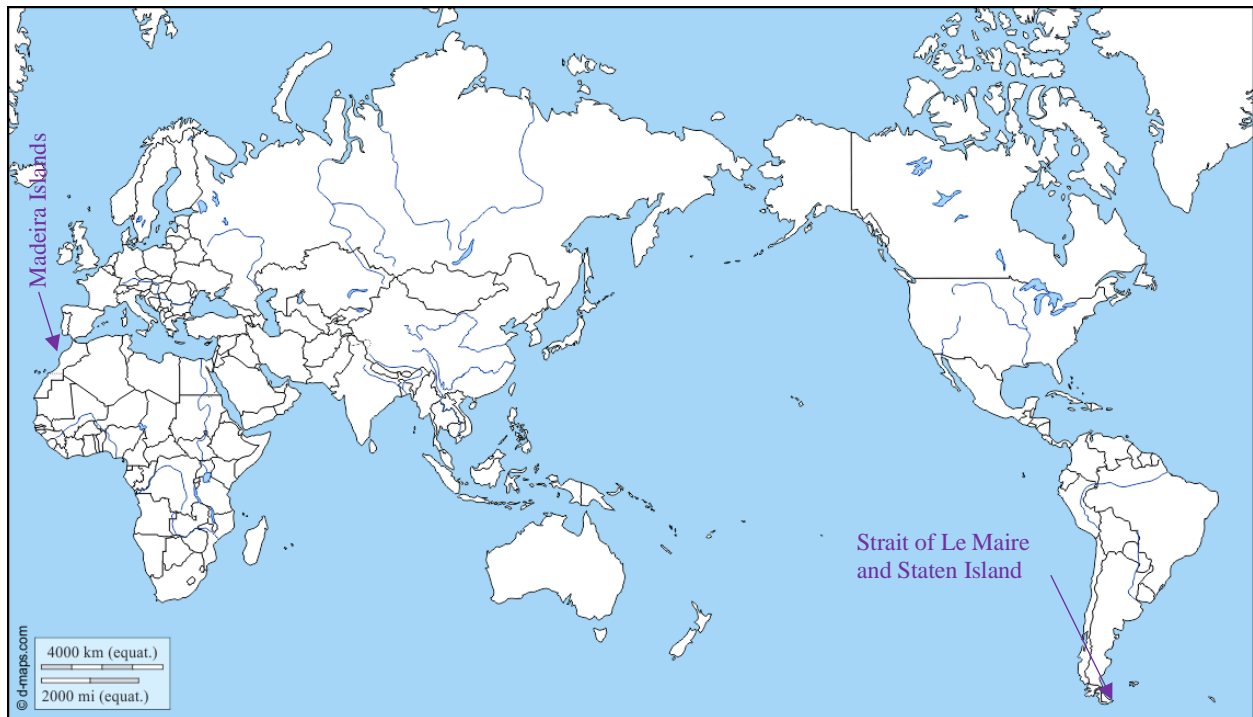 Madeira Islands
Strait of Le Maire
and Staten Island
4000 km (equat.)
2000 mi (equat.)
© d-maps.com